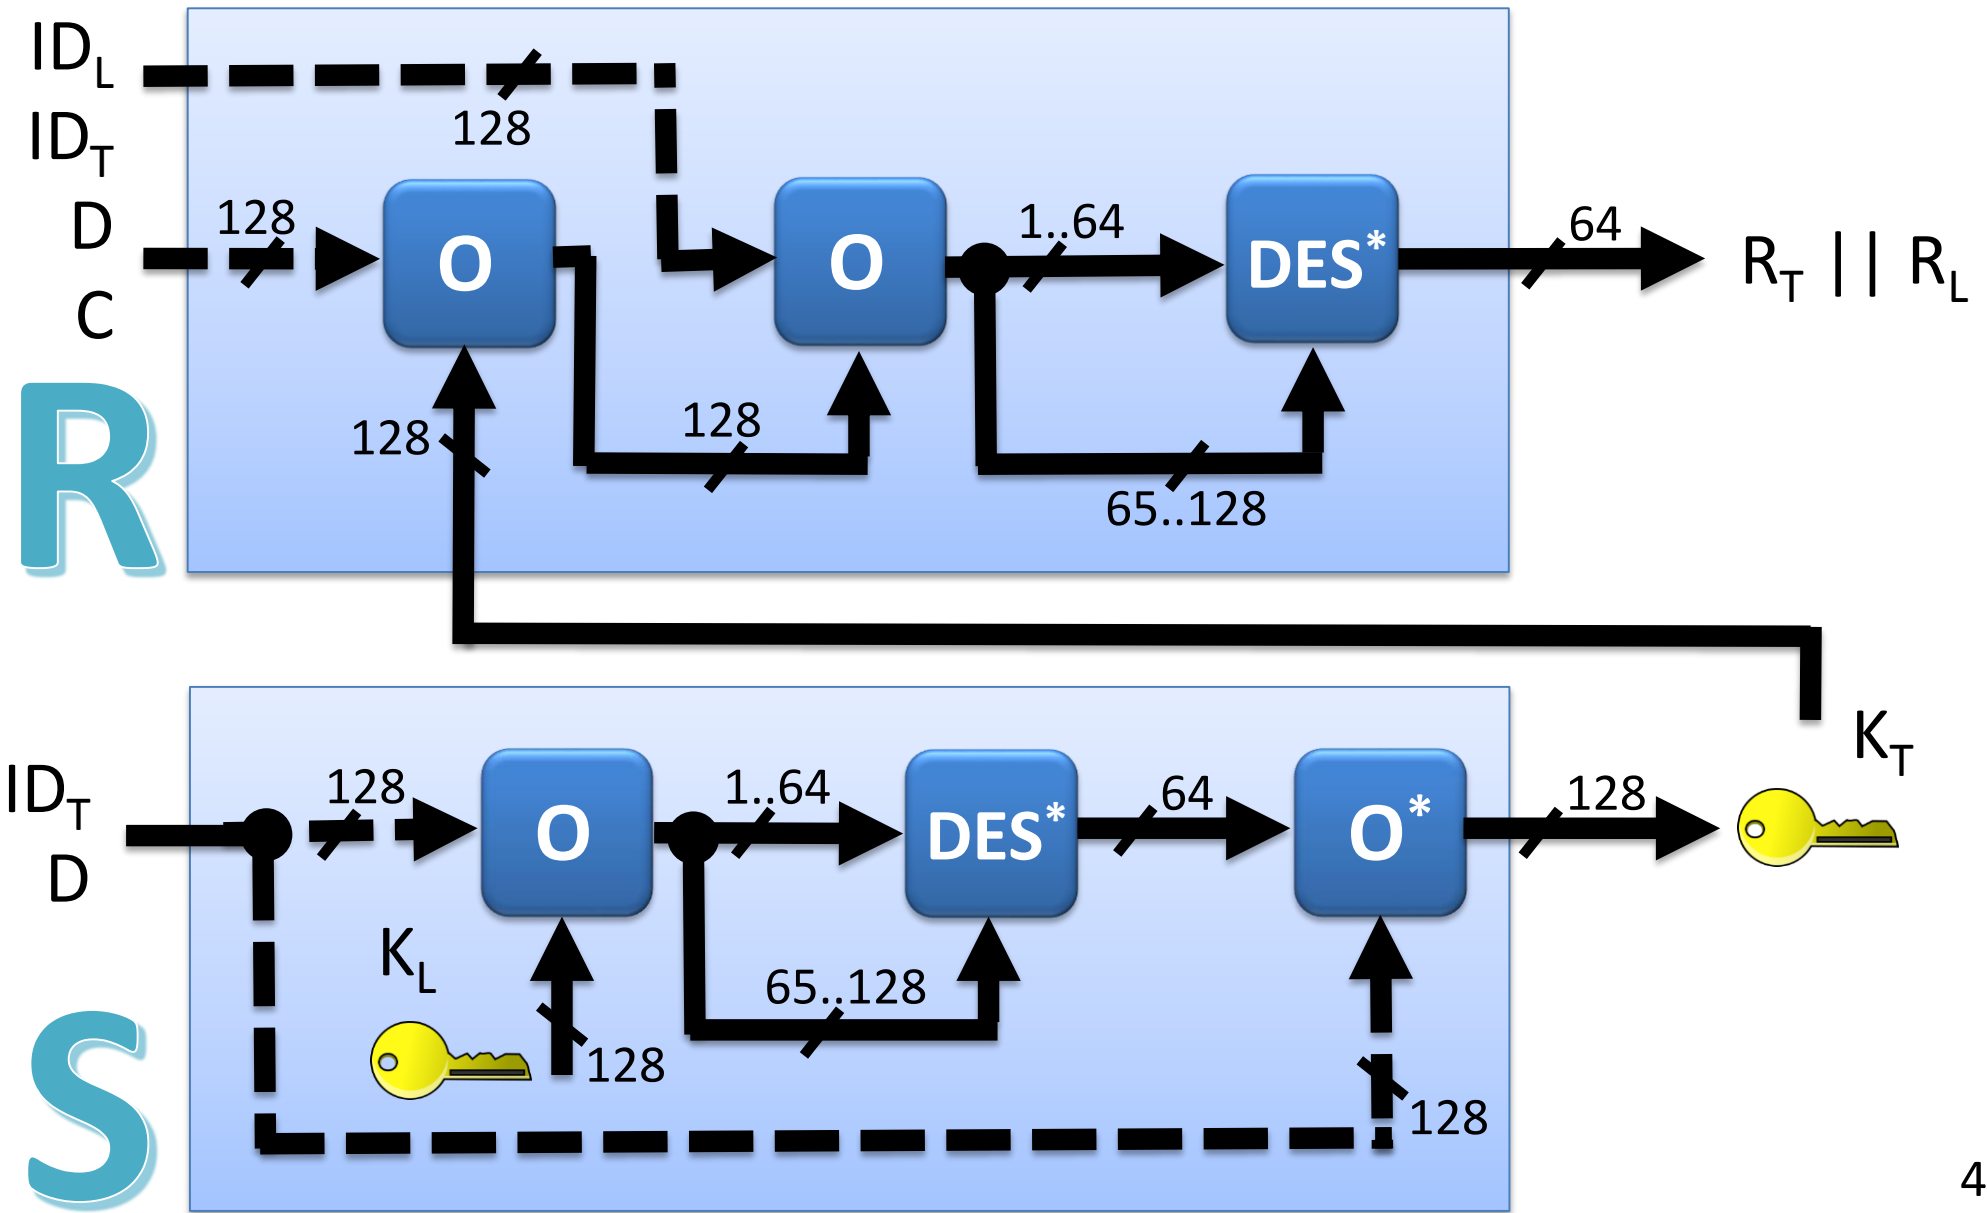 ID_L
128
ID_T
D
128
C
O
O
1..64
DES*
64
R_T || R_L
128
128
65..128
R
K_T
ID_T
D
128
O
1..64
DES*
64
O*
128
K_L
128
65..128
128
S
4